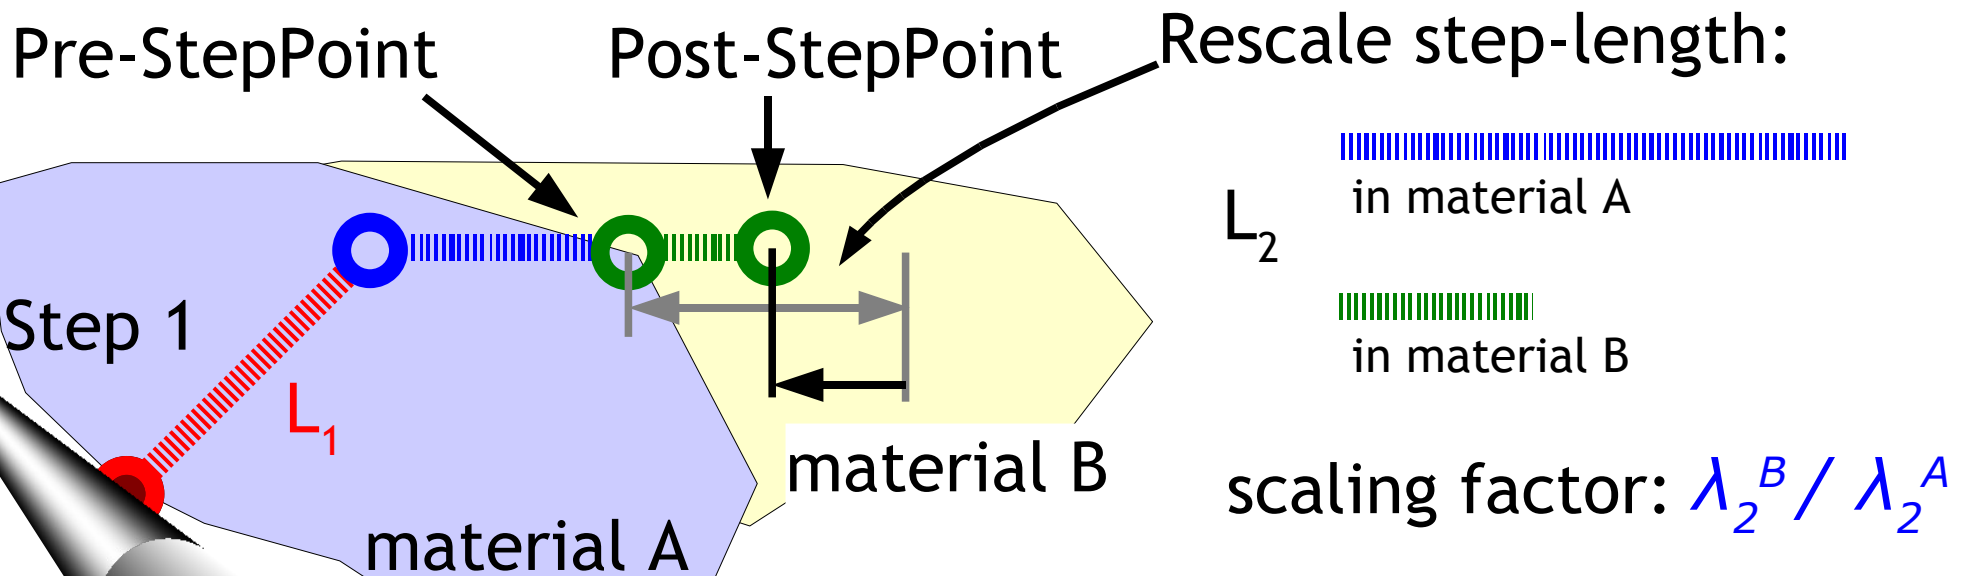 Pre-StepPoint
Post-StepPoint
Rescale step-length:
in material A
L₂
in material B
Step 1
L₁
material B
material A
scaling factor: λ₂ᴮ / λ₂ᴬ